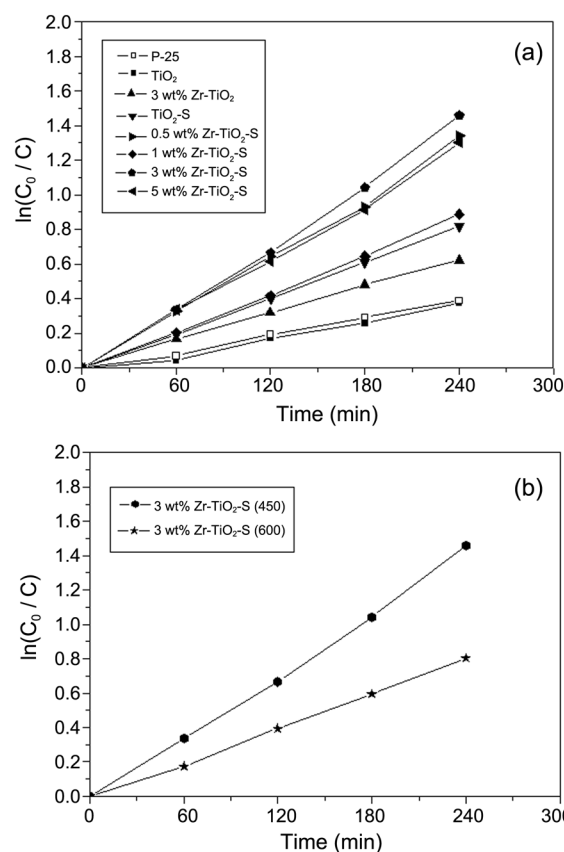 (a)
P-25
TiO₂
3 wt% Zr-TiO₂
TiO₂-S
0.5 wt% Zr-TiO₂-S
1 wt% Zr-TiO₂-S
3 wt% Zr-TiO₂-S
5 wt% Zr-TiO₂-S
2.0
1.8
1.6
1.4
1.2
1.0
0.8
0.6
0.4
0.2
0.0
ln(C₀ / C)
0 60 120 180 240 300
Time (min)
(b)
3 wt% Zr-TiO₂-S (450)
3 wt% Zr-TiO₂-S (600)
2.0
1.8
1.6
1.4
1.2
1.0
0.8
0.6
0.4
0.2
0.0
ln(C₀ / C)
0 60 120 180 240
Time (min)